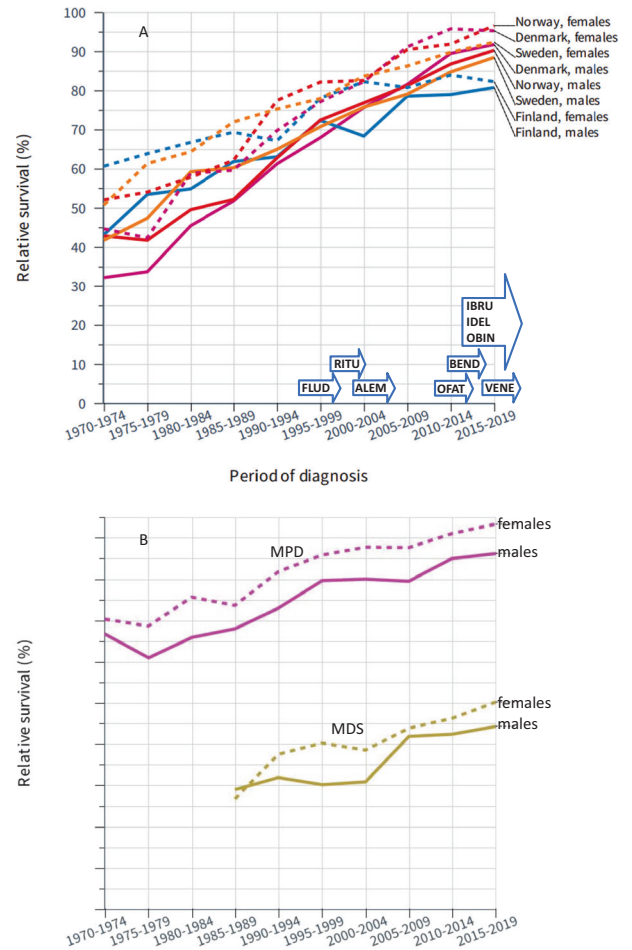 A
Relative survival (%)
100
90
80
70
60
50
40
30
20
10
0
Norway, females
Denmark, females
Sweden, females
Denmark, males
Norway, males
Sweden, males
Finland, females
Finland, males
IBRU
IDEL
OBIN
RITU
BEND
FLUD
ALEM
OFAT
VENE
1970-1974
1975-1979
1980-1984
1985-1989
1990-1994
1995-1999
2000-2004
2005-2009
2010-2014
2015-2019
Period of diagnosis
B
Relative survival (%)
MPD
females
males
MDS
females
males
1970-1974
1975-1979
1980-1984
1985-1989
1990-1994
1995-1999
2000-2004
2005-2009
2010-2014
2015-2019